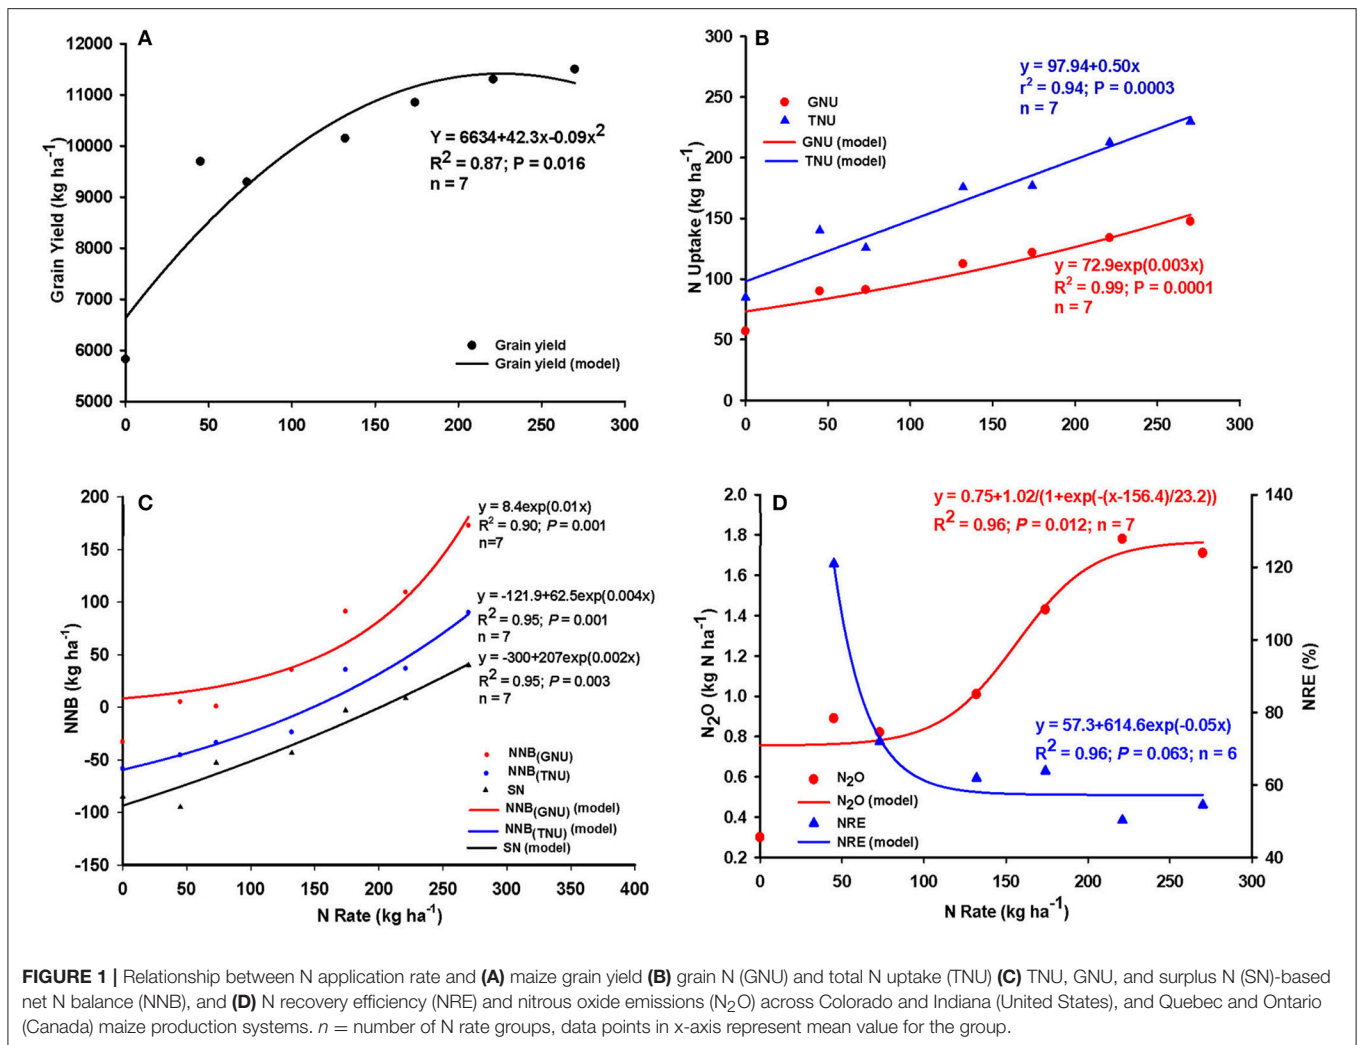 A
12000
11000
10000
9000
8000
7000
6000
5000
Grain Yield (kg ha⁻¹)
Y = 6634+42.3x-0.09x²
R² = 0.87; P = 0.016
n = 7
Grain yield
Grain yield (model)
0 50 100 150 200 250 300
B
300
250
200
150
100
50
0
N Uptake (kg ha⁻¹)
GNU
TNU
GNU (model)
TNU (model)
y = 97.94+0.50x
r² = 0.94; P = 0.0003
n = 7
y = 72.9exp(0.003x)
R² = 0.99; P = 0.0001
n = 7
0 50 100 150 200 250 300
C
200
150
100
50
0
-50
-100
-150
NNB (kg ha⁻¹)
y = 8.4exp(0.01x)
R² = 0.90; P = 0.001
n=7
y = -121.9+62.5exp(0.004x)
R² = 0.95; P = 0.001
n = 7
y = -300+207exp(0.002x)
R² = 0.95; P = 0.003
n = 7
NNB(GNU)
NNB(TNU)
SN
NNB(GNU) (model)
NNB(TNU) (model)
SN (model)
0 50 100 150 200 250 300 350 400
N Rate (kg ha⁻¹)
D
2.0
1.8
1.6
1.4
1.2
1.0
0.8
0.6
0.4
0.2
N₂O (kg N ha⁻¹)
y = 0.75+1.02/(1+exp(-(x-156.4)/23.2))
R² = 0.96; P = 0.012; n = 7
y = 57.3+614.6exp(-0.05x)
R² = 0.96; P = 0.063; n = 6
N₂O
N₂O (model)
NRE
NRE (model)
140
120
100
80
60
40
NRE (%)
0 50 100 150 200 250 300
N Rate (kg ha⁻¹)
FIGURE 1 | Relationship between N application rate and (A) maize grain yield (B) grain N (GNU) and total N uptake (TNU) (C) TNU, GNU, and surplus N (SN)-based
net N balance (NNB), and (D) N recovery efficiency (NRE) and nitrous oxide emissions (N₂O) across Colorado and Indiana (United States), and Quebec and Ontario
(Canada) maize production systems. n = number of N rate groups, data points in x-axis represent mean value for the group.